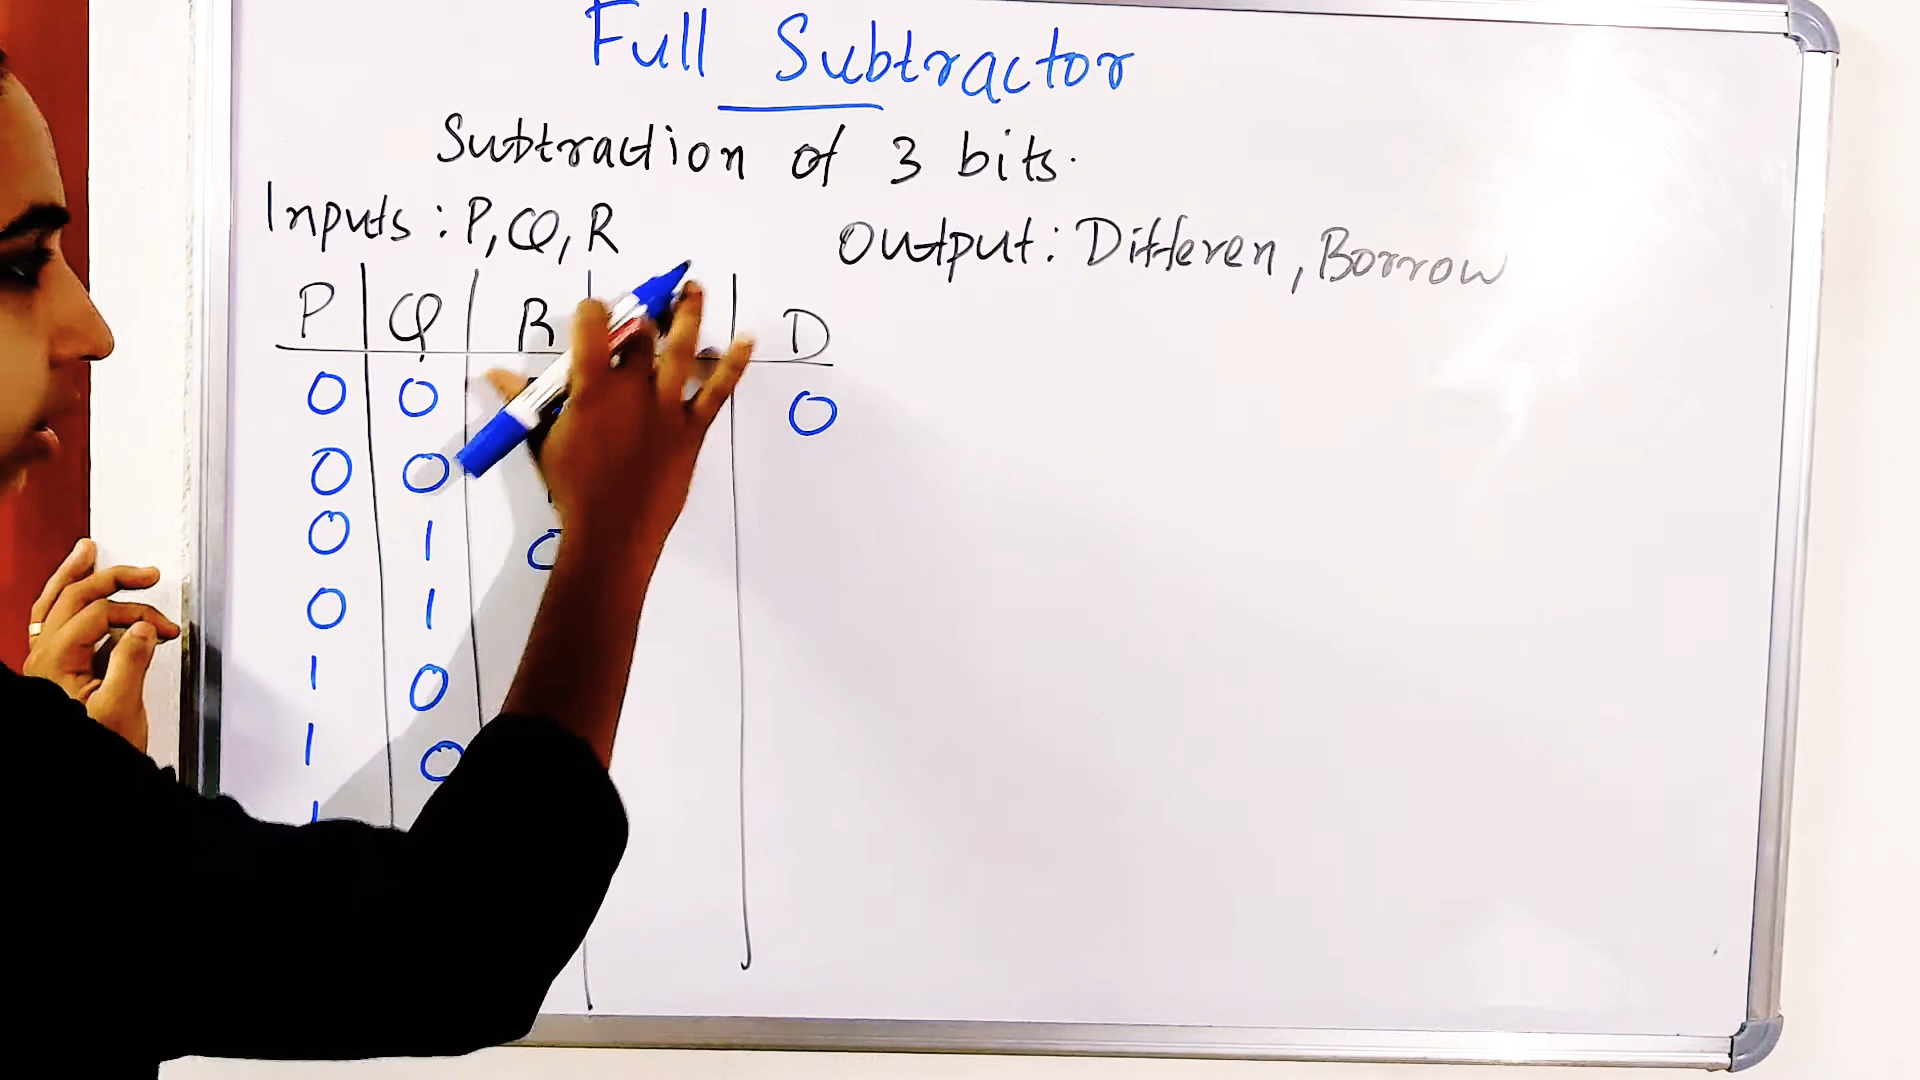 Full Subtractor
Subtraction of 3 bits.
Inputs : P, Q, R
Output : Differen, Borrow
P Q R D
0 0 0
0 0
0 1 0
0 1
1 0
1 0
1